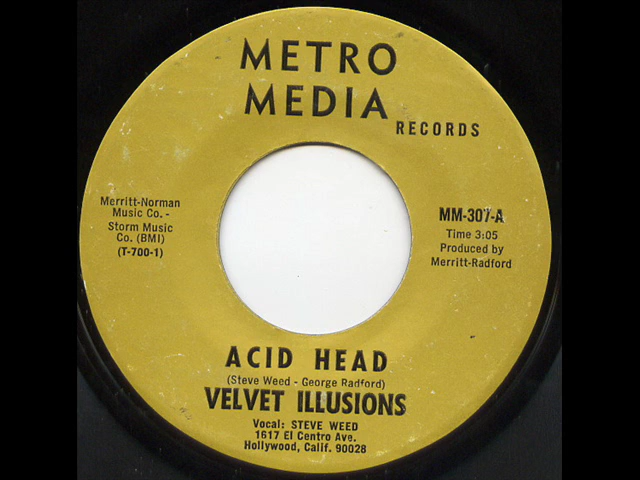 METRO
MEDIA
RECORDS
Merritt-Norman
Music Co. -
Storm Music
Co. (BMI)
(T-700-1)
MM-307-A
Time 3:05
Produced by
Merritt-Radford
ACID HEAD
(Steve Weed - George Radford)
VELVET ILLUSIONS
Vocal: STEVE WEED
1617 El Centro Ave.
Hollywood, Calif. 90028